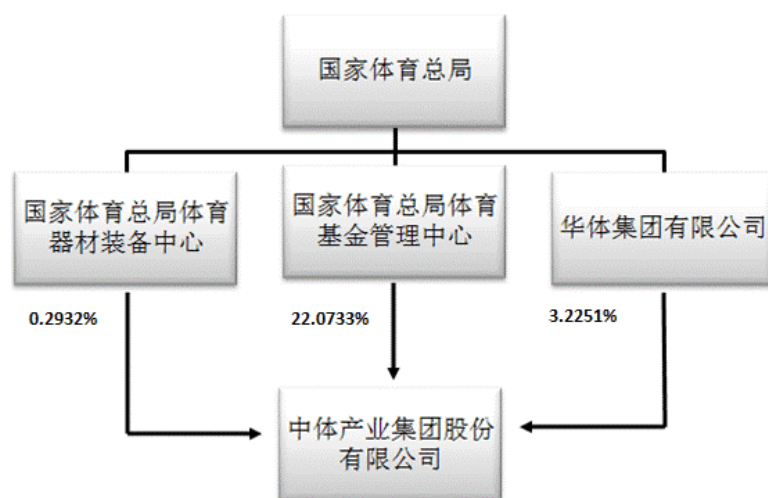 国家体育总局
国家体育总局体育
器材装备中心
国家体育总局体育
基金管理中心
华体集团有限公司
0.2932%
22.0733%
3.2251%
中体产业集团股份
有限公司